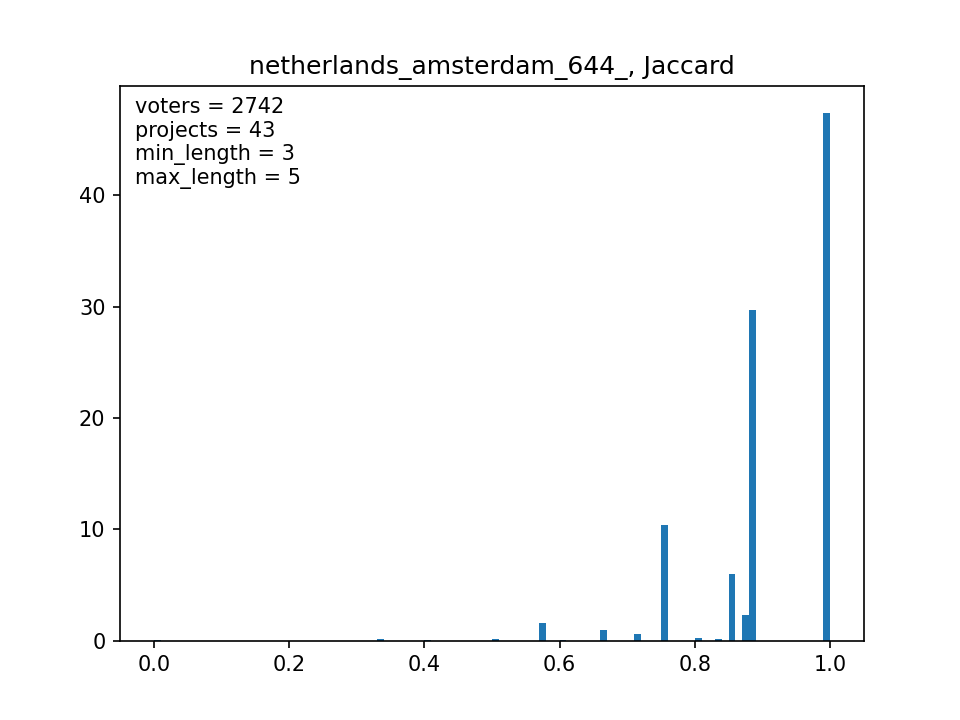 netherlands_amsterdam_644_, Jaccard
voters = 2742
projects = 43
min_length = 3
max_length = 5
40
30
20
10
0
0.0 0.2 0.4 0.6 0.8 1.0